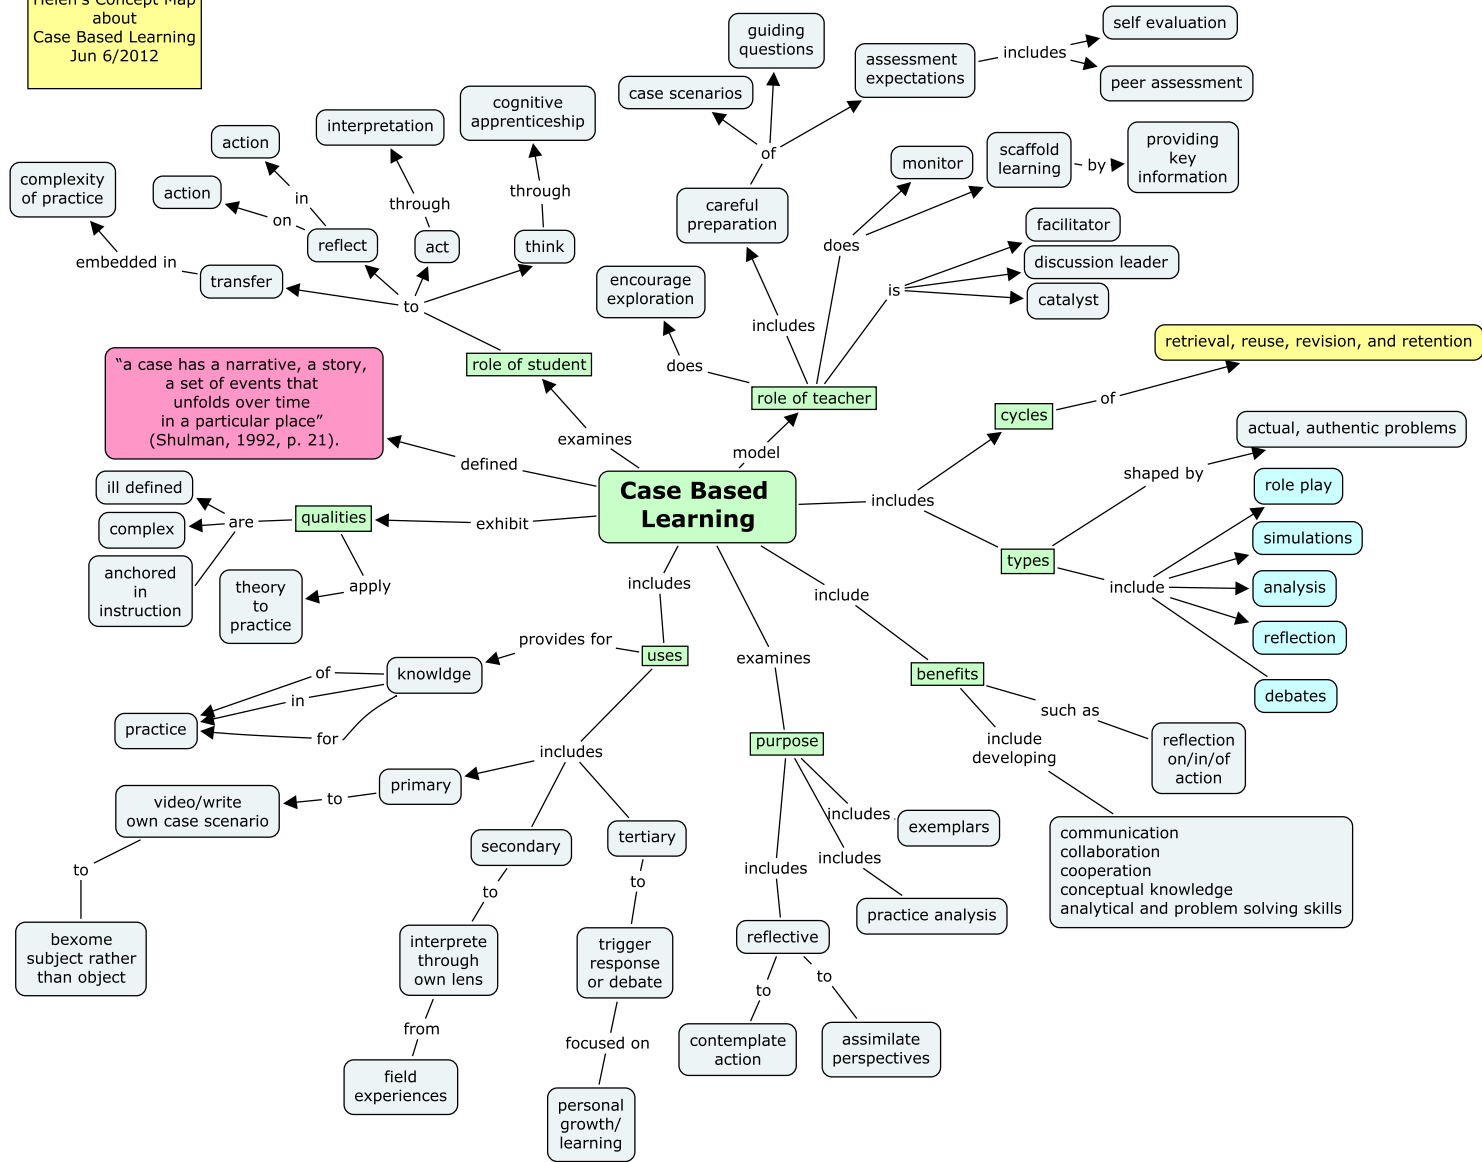 Helen's Concept Map
about
Case Based Learning
Jun 6/2012
guiding
questions
self evaluation
includes
assessment
expectations
peer assessment
case scenarios
cognitive
apprenticeship
interpretation
action
of
monitor
scaffold
learning
by
providing
key
information
complexity
of practice
action
in
on
through
through
careful
preparation
reflect
act
think
does
facilitator
discussion leader
catalyst
is
embedded in
transfer
to
encourage
exploration
includes
does
role of student
role of teacher
retrieval, reuse, revision, and retention
of
cycles
“a case has a narrative, a story,
a set of events that
unfolds over time
in a particular place”
(Shulman, 1992, p. 21).
examines
model
defined
actual, authentic problems
shaped by
Case Based
Learning
includes
role play
simulations
analysis
reflection
debates
types
include
ill defined
complex
anchored
in
instruction
are
qualities
exhibit
apply
theory
to
practice
includes
include
provides for
uses
examines
benefits
knowldge
of
in
for
practice
such as
include
developing
reflection
on/in/of
action
purpose
includes
primary
to
video/write
own case scenario
secondary
tertiary
includes
exemplars
includes
includes
practice analysis
communication
collaboration
cooperation
conceptual knowledge
analytical and problem solving skills
to
bexome
subject rather
than object
to
to
interprete
through
own lens
trigger
response
or debate
reflective
to
to
from
focused on
contemplate
action
assimilate
perspectives
field
experiences
personal
growth/
learning